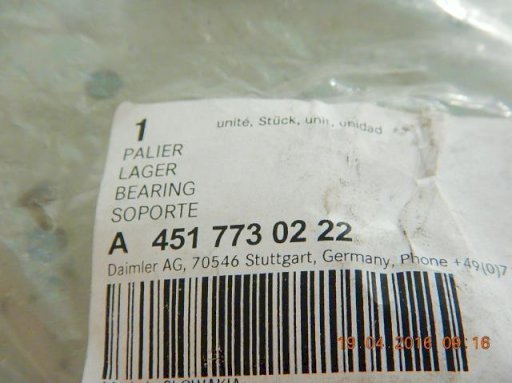 1 unité, Stück, unit, unidad
PALIER
LAGER
BEARING
SOPORTE
A 451 773 02 22
Daimler AG, 70546 Stuttgart, Germany, Phone +49(0)7
19.04.2016 09:16
SLOWAKIA